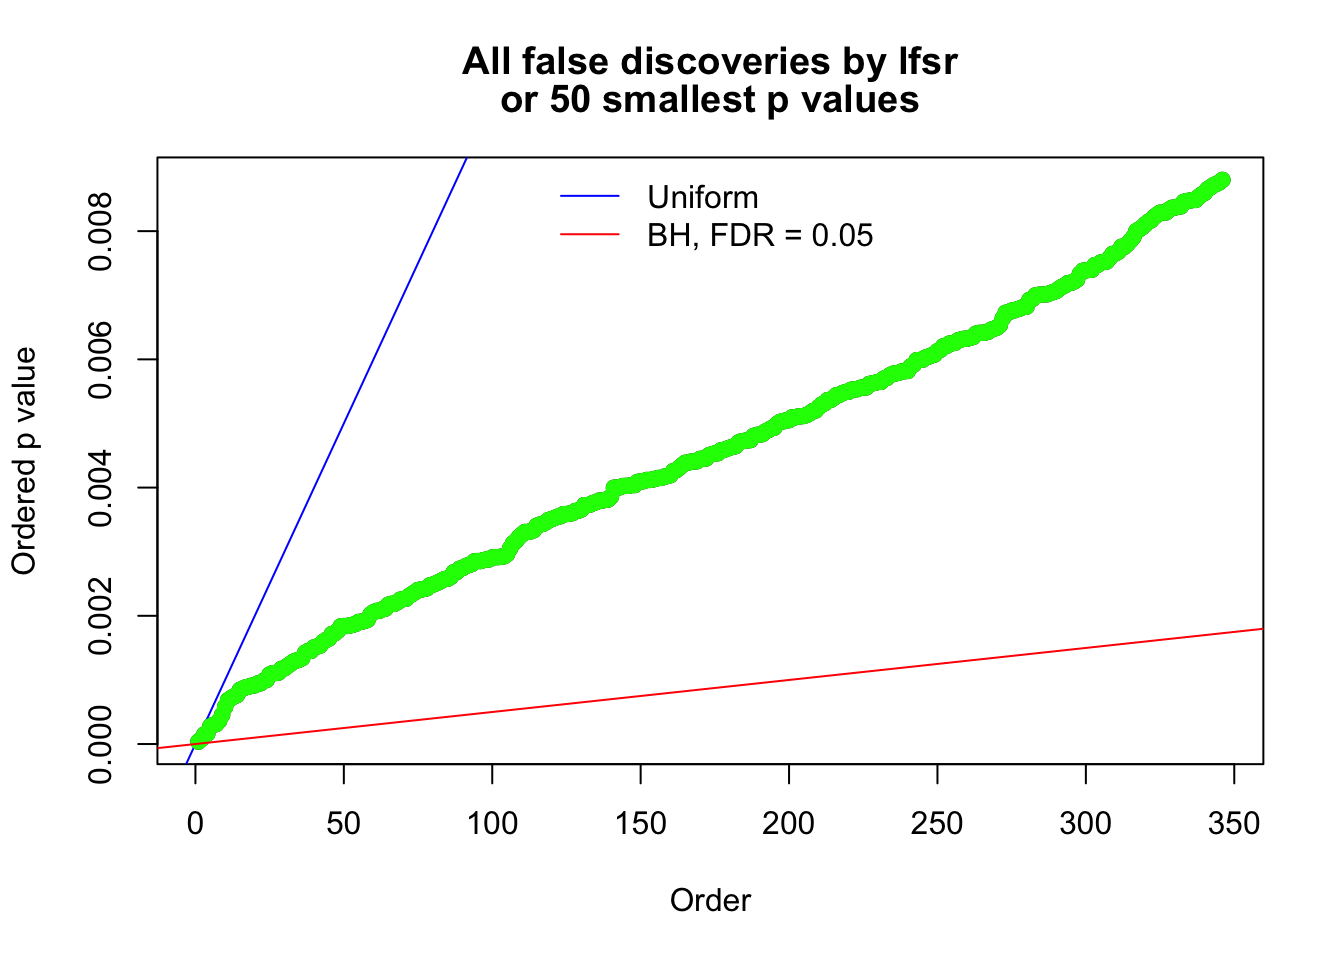 All false discoveries by lfsr
or 50 smallest p values
Uniform
BH, FDR = 0.05
Ordered p value
0.008
0.006
0.004
0.002
0.000
0 50 100 150 200 250 300 350
Order